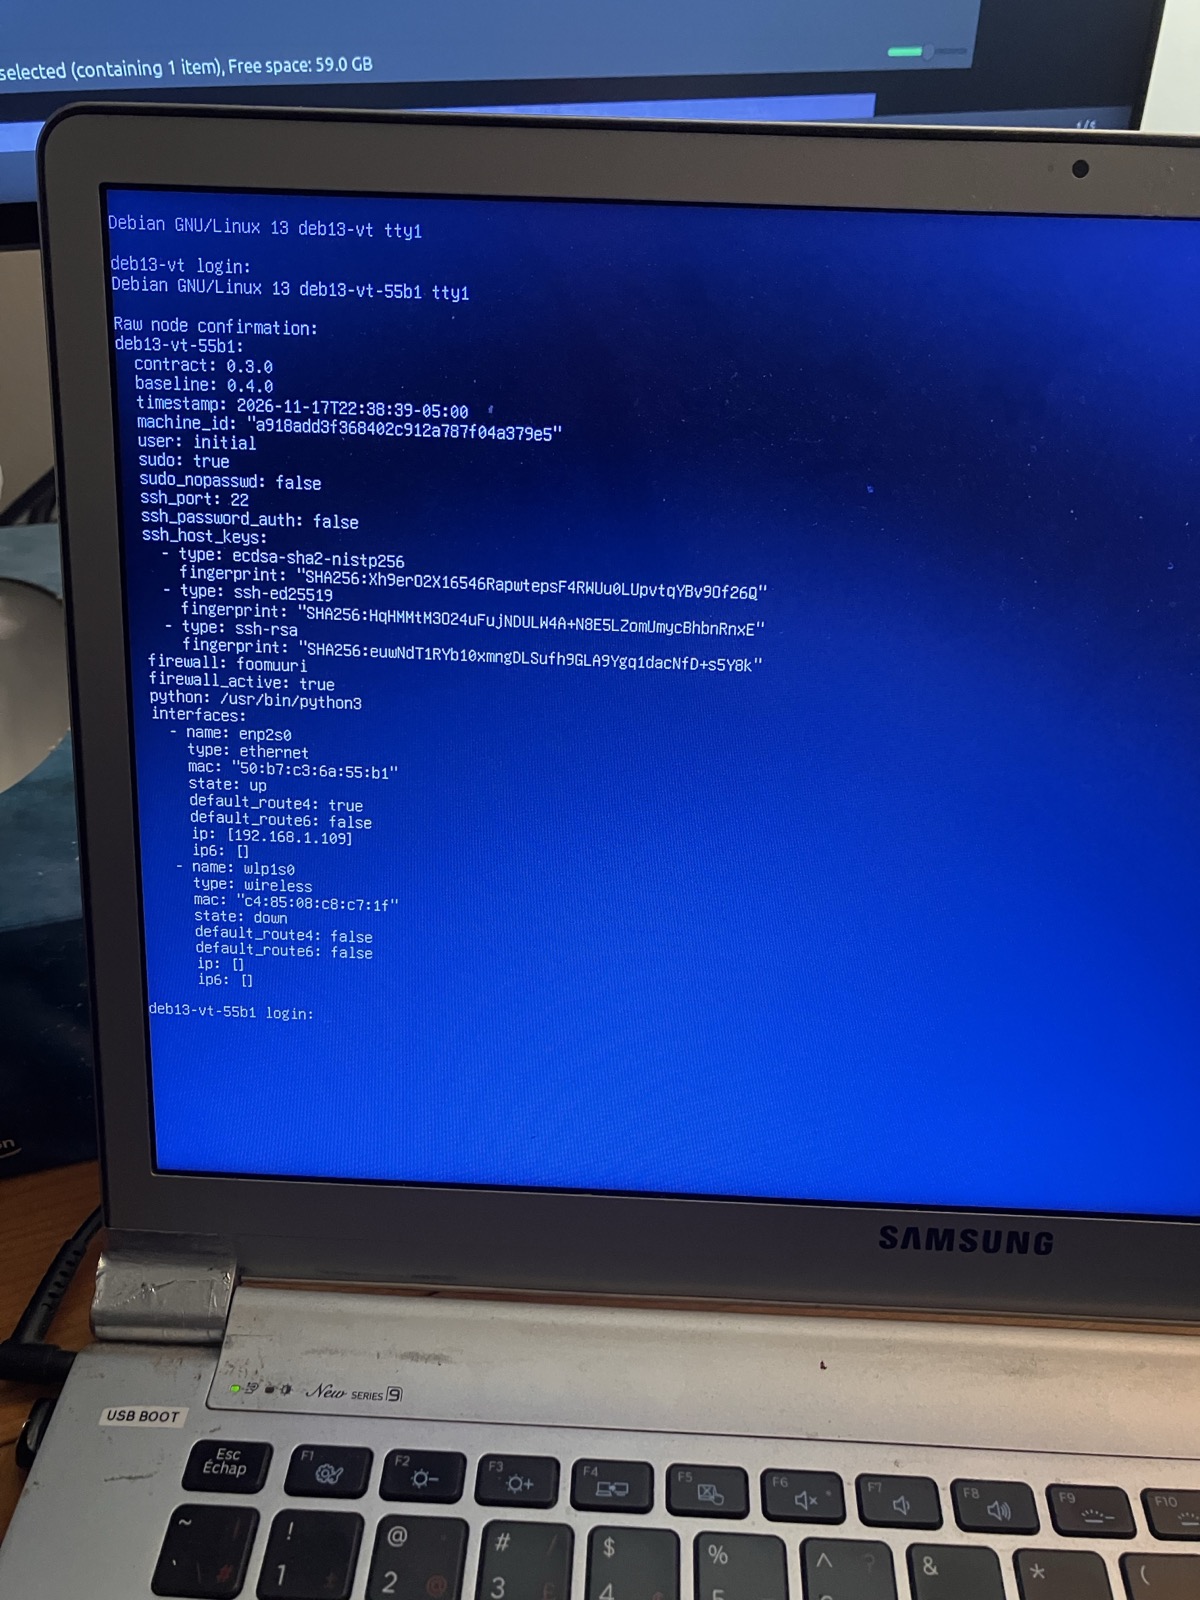 selected (containing 1 item), Free space: 59.0 GB
Debian GNU/Linux 13 deb13-vt tty1
deb13-vt login:
Debian GNU/Linux 13 deb13-vt-55b1 tty1
Raw node confirmation:
deb13-vt-55b1:
  contract: 0.3.0
  baseline: 0.4.0
  timestamp: 2026-11-17T22:38:39-05:00
  machine_id: "a918add3f368402c912a787f04a379e5"
  user: initial
  sudo: true
  sudo_nopasswd: false
  ssh_port: 22
  ssh_password_auth: false
  ssh_host_keys:
    - type: ecdsa-sha2-nistp256
      fingerprint: "SHA256:Xh9erO2X16546RapwtepsF4RWUu0LUpvtqYBv9Of26Q"
    - type: ssh-ed25519
      fingerprint: "SHA256:HqHMMtM3O24uFujNDULW4A+N8E5LZomUmycBhbnRnxE"
    - type: ssh-rsa
      fingerprint: "SHA256:euwNdT1RYb10xmngDLSufh9GLA9Ygq1dacNfD+s5Y8k"
  firewall: foomuuri
  firewall_active: true
  python: /usr/bin/python3
  interfaces:
    - name: enp2s0
      type: ethernet
      mac: "50:b7:c3:6a:55:b1"
      state: up
      default_route4: true
      default_route6: false
      ip: [192.168.1.109]
      ip6: []
    - name: wlp1s0
      type: wireless
      mac: "c4:85:08:c8:c7:1f"
      state: down
      default_route4: false
      default_route6: false
      ip: []
      ip6: []
deb13-vt-55b1 login:
SAMSUNG
New SERIES 9
USB BOOT
Esc
Échap
F1
F2
F3
F4
F5
F6
F7
F8
F9
F10
~ ! @ # $ % ^ & * (
` \ # 1 ± 2 @ 3 / £ 4